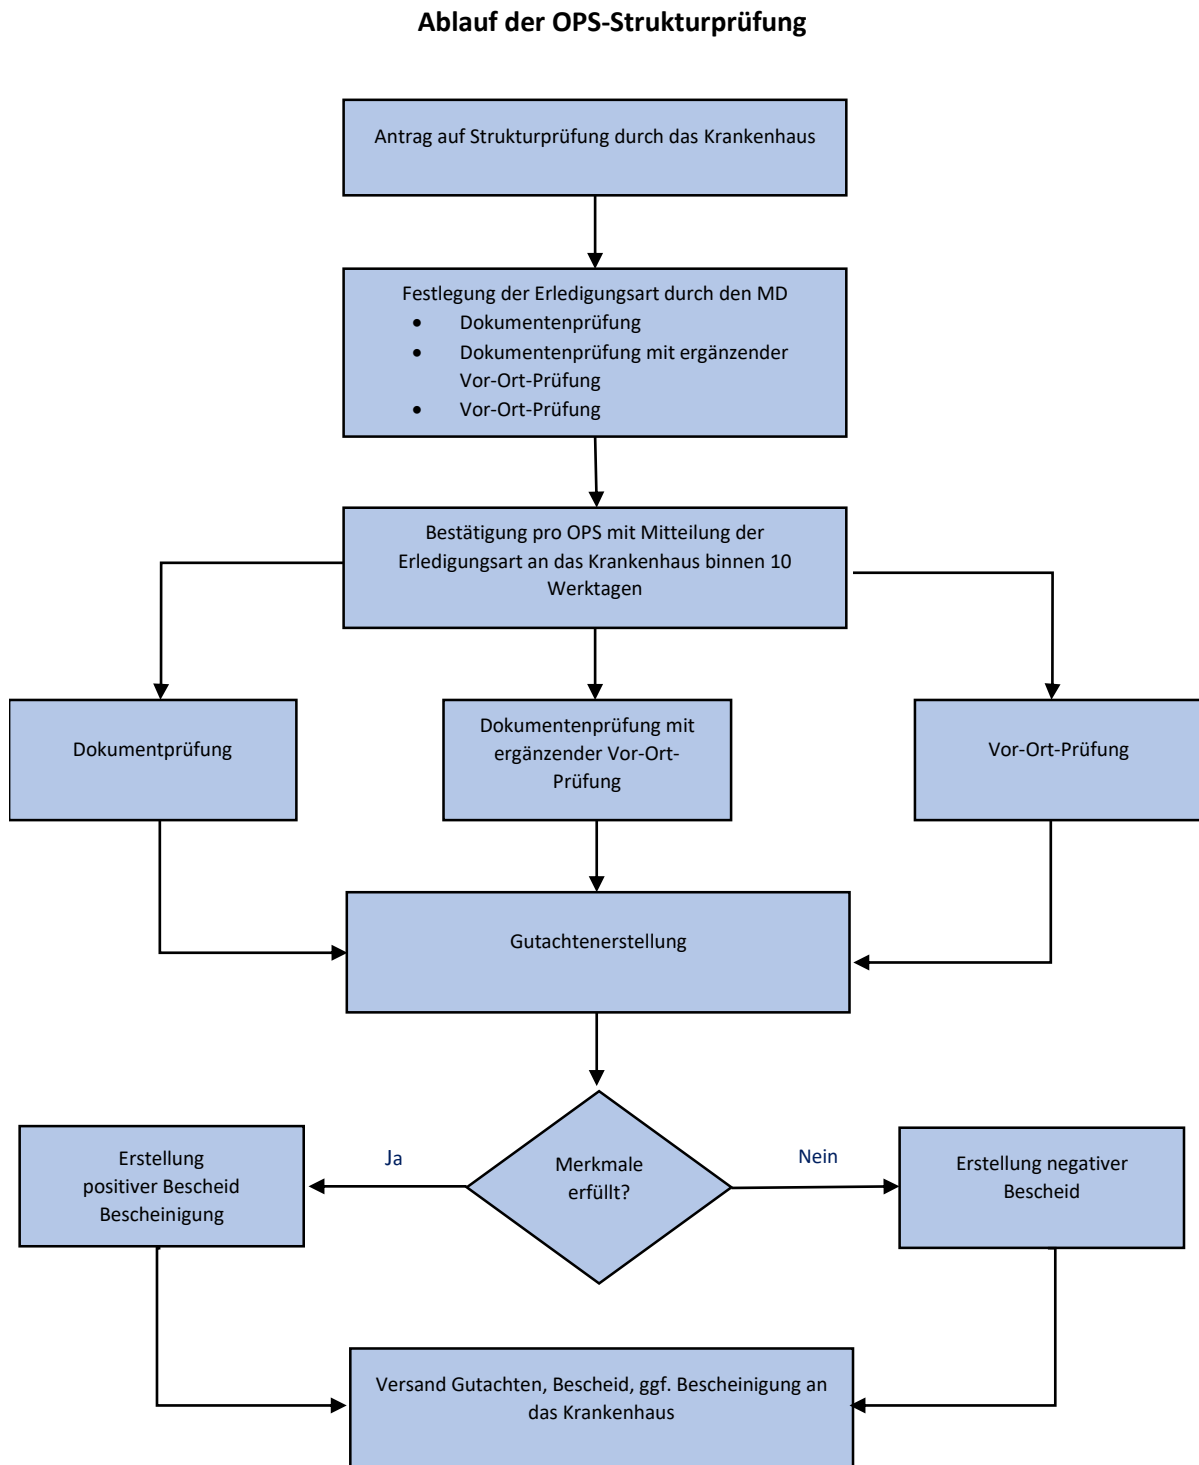 Ablauf der OPS-Strukturprüfung
Antrag auf Strukturprüfung durch das Krankenhaus
Festlegung der Erledigungsart durch den MD
• Dokumentenprüfung
• Dokumentenprüfung mit ergänzender
Vor-Ort-Prüfung
• Vor-Ort-Prüfung
Bestätigung pro OPS mit Mitteilung der
Erledigungsart an das Krankenhaus binnen 10
Werktagen
Dokumentprüfung
Dokumentenprüfung mit
ergänzender Vor-Ort-
Prüfung
Vor-Ort-Prüfung
Gutachtenerstellung
Merkmale
erfüllt?
Ja
Nein
Erstellung
positiver Bescheid
Bescheinigung
Erstellung negativer
Bescheid
Versand Gutachten, Bescheid, ggf. Bescheinigung an
das Krankenhaus